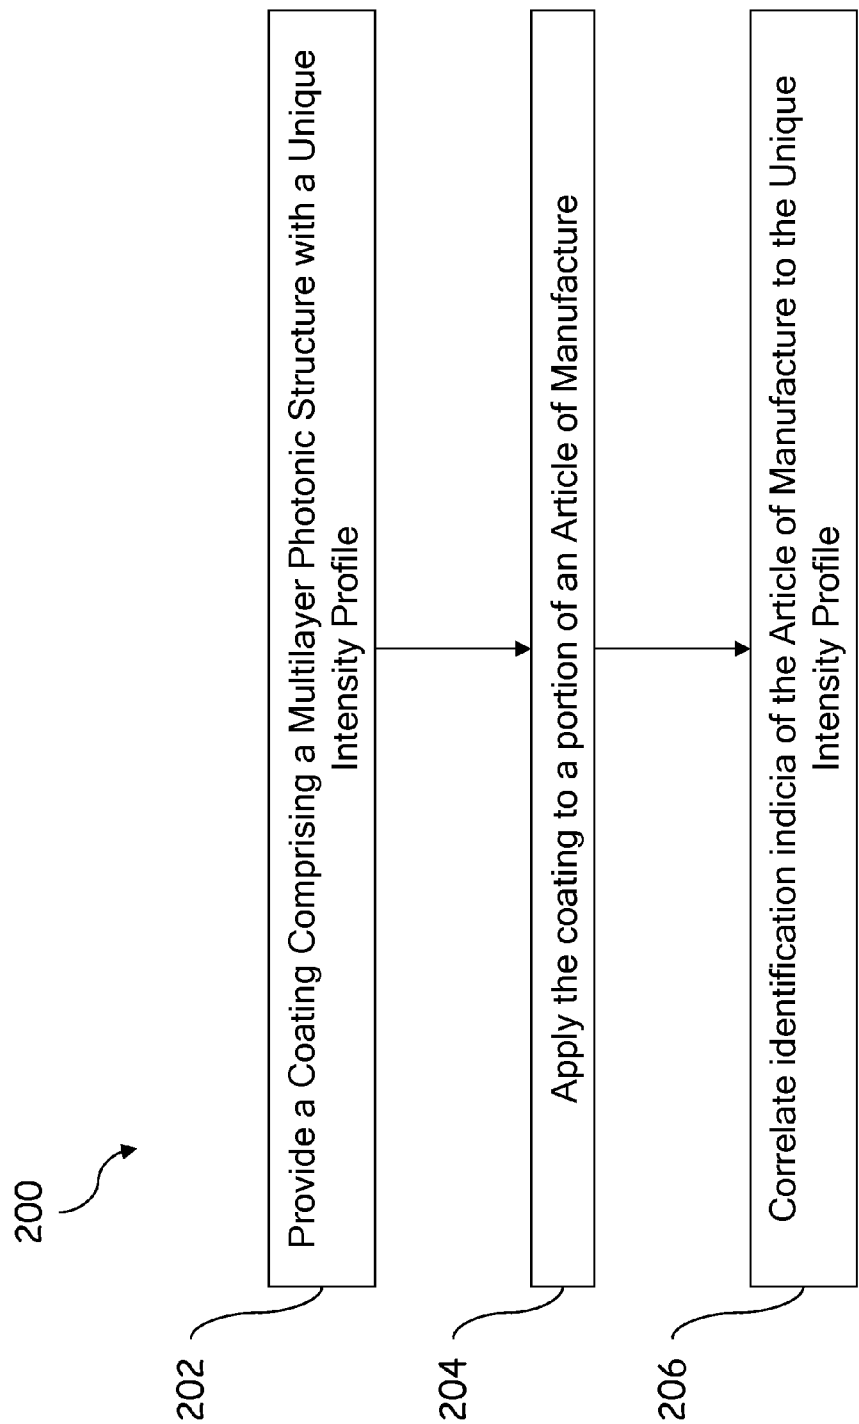 200
202
Provide a Coating Comprising a Multilayer Photonic Structure with a Unique
Intensity Profile
204
Apply the coating to a portion of an Article of Manufacture
206
Correlate identification indicia of the Article of Manufacture to the Unique
Intensity Profile